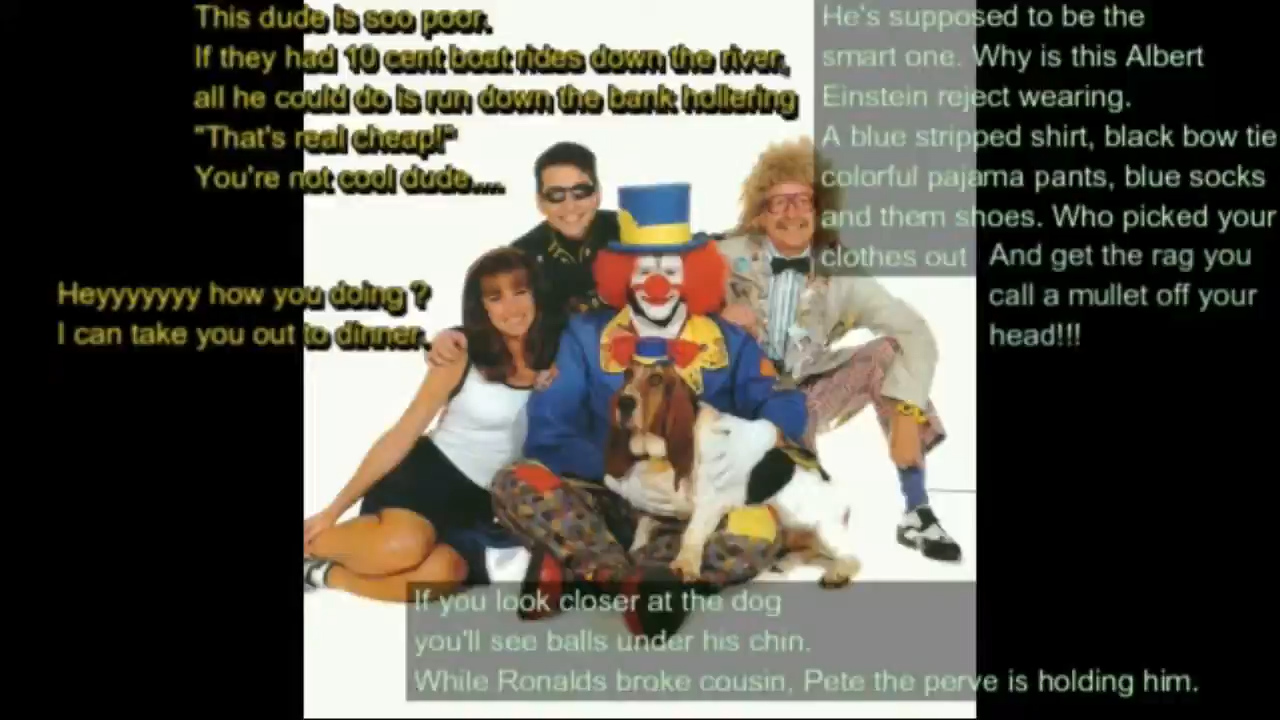 This dude is soo poor.
If they had 10 cent boat rides down the river,
all he could do is run down the bank hollering
"That's real cheap!"
You're not cool dude....
He's supposed to be the
smart one. Why is this Albert
Einstein reject wearing.
A blue stripped shirt, black bow tie
colorful pajama pants, blue socks
and them shoes. Who picked your
clothes out
And get the rag you
call a mullet off your
head!!!
Heyyyyyyy how you doing ?
I can take you out to dinner.
If you look closer at the dog
you'll see balls under his chin.
While Ronalds broke cousin, Pete the perve is holding him.